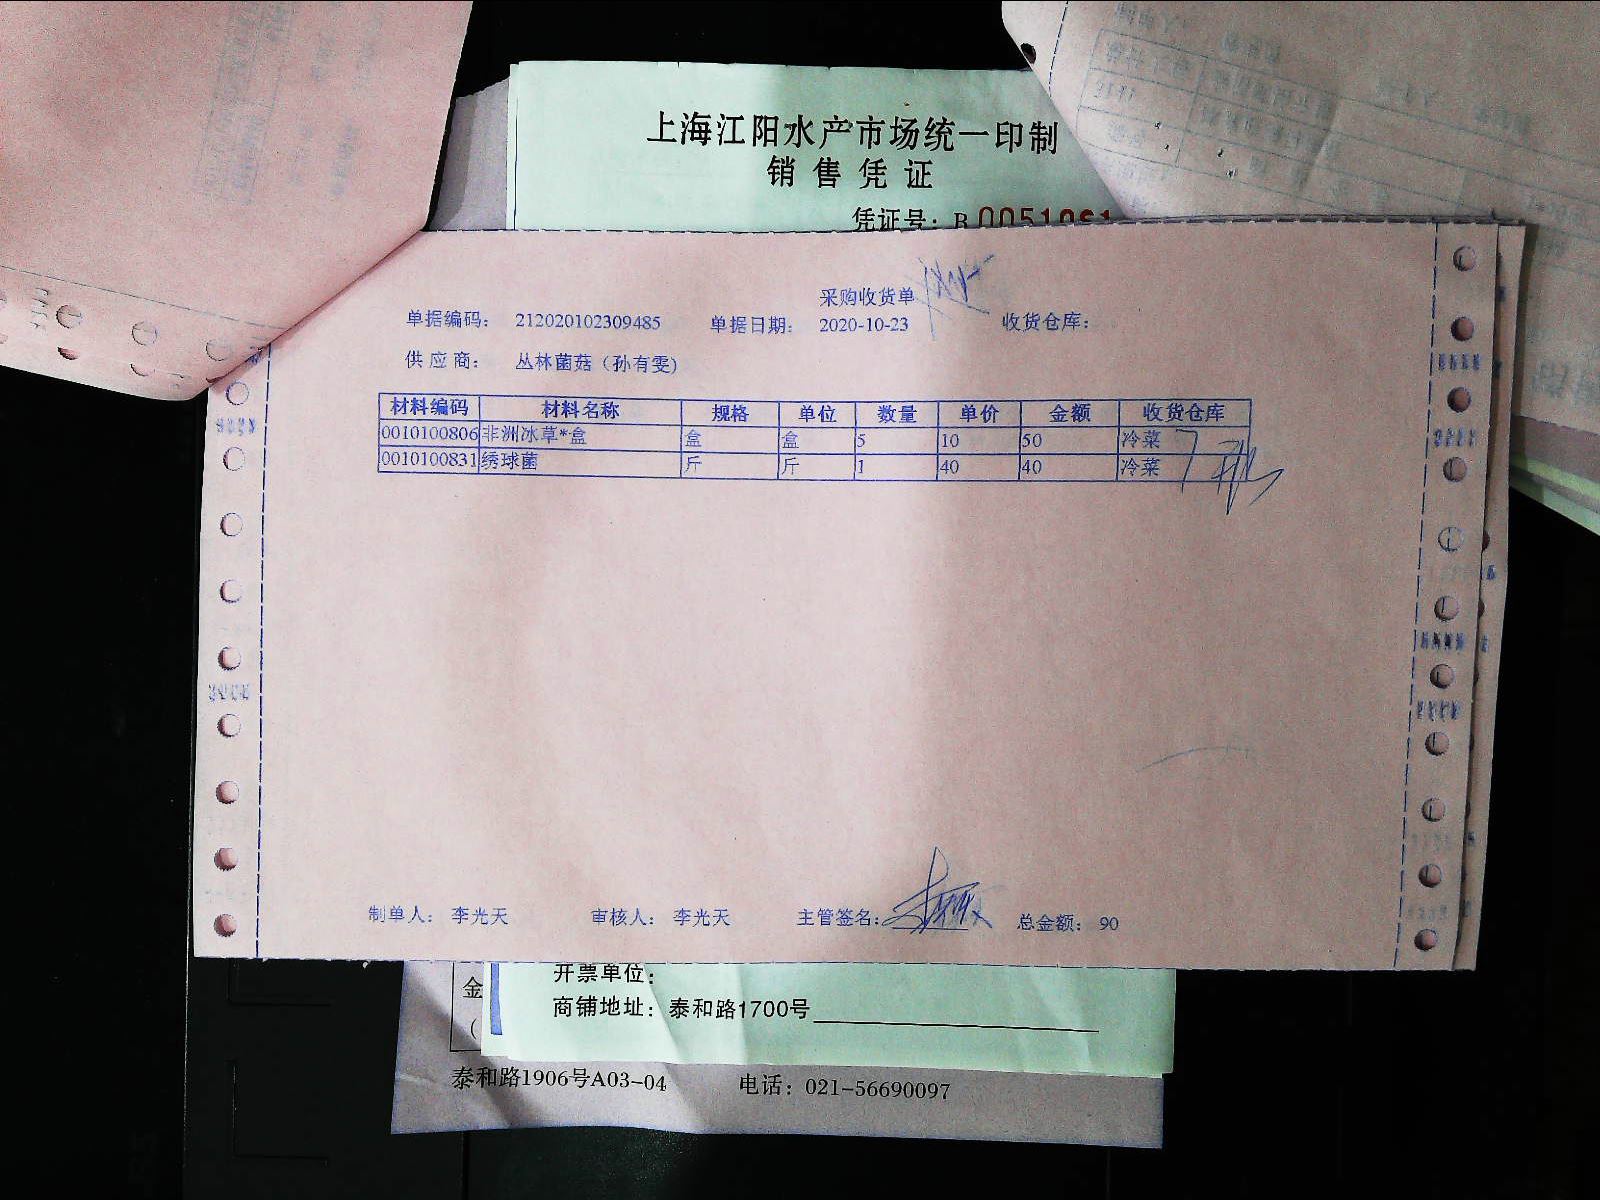 上海江阳水产市场统一印制
销售凭证
凭证号：B
采购收货单
单据编码： 212020102309485 单据日期： 2020-10-23 收货仓库：
供应商： 丛林菌菇（孙有雯）
材料编码 材料名称 规格 单位 数量 单价 金额 收货仓库
0010100806 非洲冰草*盒 盒 盒 5 10 50 冷菜
0010100831 绣球菌 斤 斤 1 40 40 冷菜
制单人： 李光天 审核人： 李光天 主管签名： 总金额： 90
开票单位：
金
商铺地址：泰和路1700号
（
泰和路1906号A03-04 电话：021-56690097